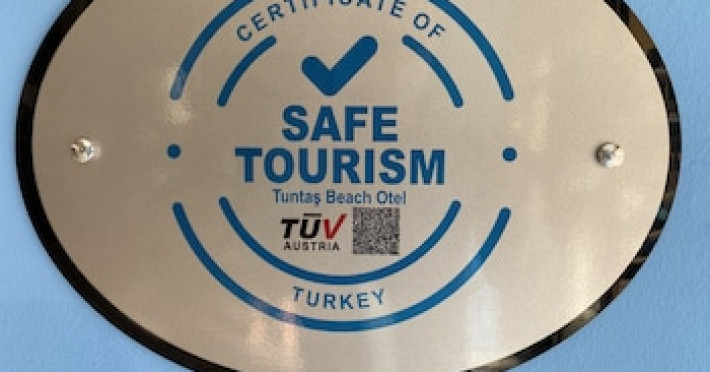 CERTIFICATE OF
SAFE
TOURISM
Tuntaş Beach Otel
TÜV
AUSTRIA
TURKEY